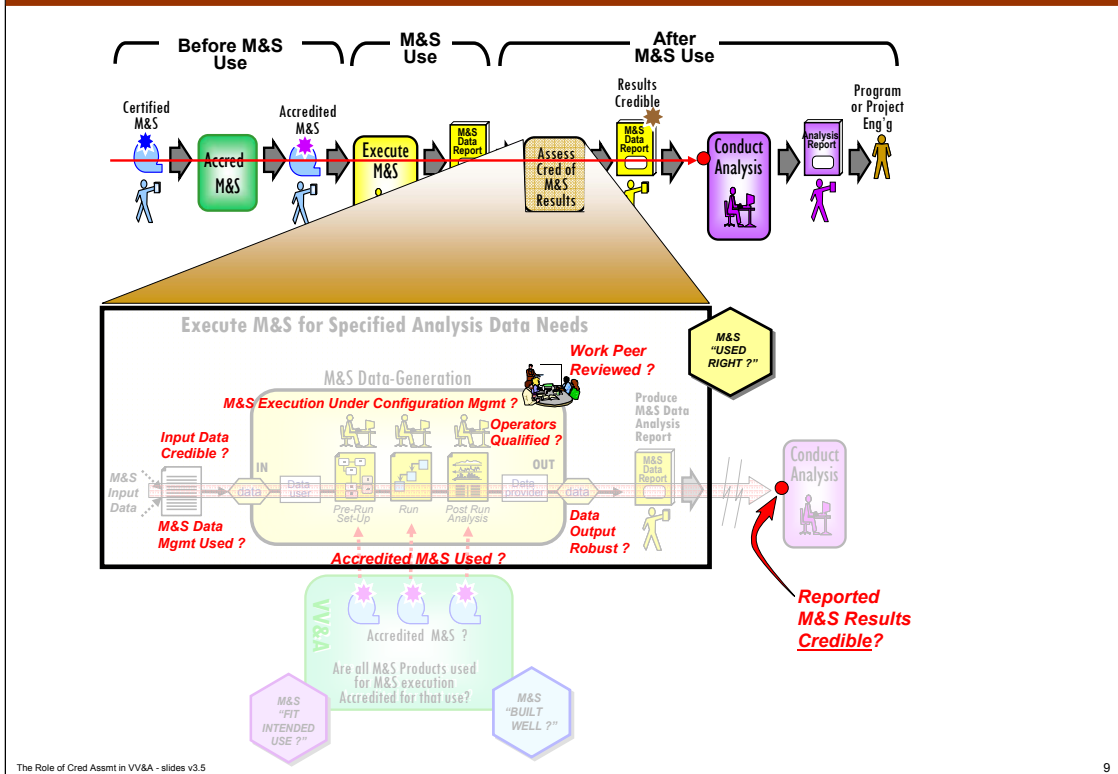 Before M&S
Use
M&S
Use
After
M&S Use
Certified
M&S
Accred
M&S
Accredited
M&S
Execute
M&S
M&S
Data
Report
Assess
Cred of
M&S
Results
Results
Credible
M&S
Data
Report
Conduct
Analysis
Analysis
Report
Program
or Project
Eng'g
Execute M&S for Specified Analysis Data Needs
M&S
"USED
RIGHT ?"
Work Peer
Reviewed ?
M&S Data-Generation
M&S Execution Under Configuration Mgmt ?
Operators
Qualified ?
Produce
M&S Data
Analysis
Report
Input Data
Credible ?
IN
OUT
M&S
Input
Data
data
Data
user
Pre-Run
Set-Up
Run
Post Run
Analysis
Data
provider
data
M&S
Data
Report
Conduct
Analysis
M&S Data
Mgmt Used ?
Data
Output
Robust ?
Accredited M&S Used ?
Reported
M&S Results
Credible?
VV&A
Accredited M&S ?
Are all M&S Products used
for M&S execution
Accredited for that use?
M&S
"FIT
INTENDED
USE ?"
M&S
"BUILT
WELL ?"
The Role of Cred Assmt in VV&A - slides v3.5
9